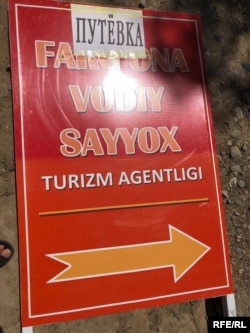 ПУТЁВКА
VODIY
SAYYOX
TURIZM AGENTLIGI
RFE/RL